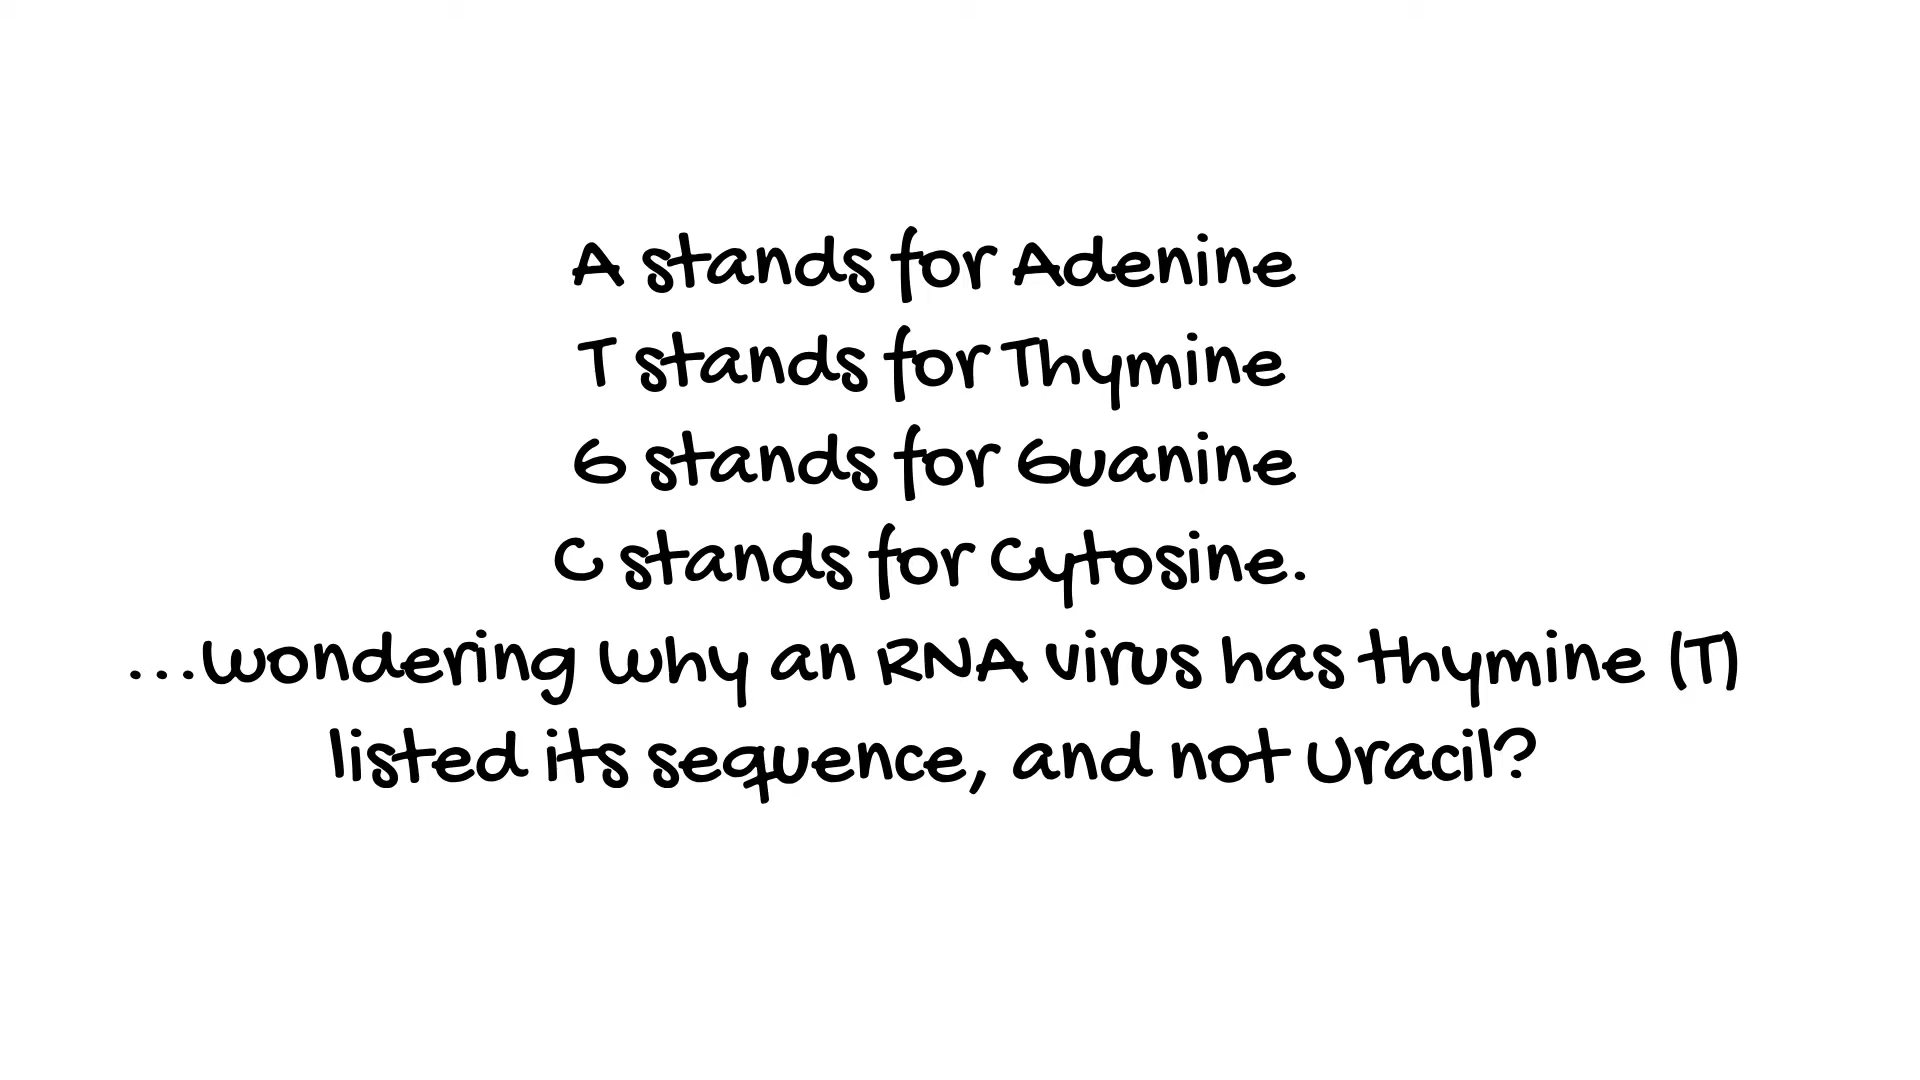 A stands for Adenine
T stands for Thymine
G stands for Guanine
C stands for Cytosine.
...wondering why an RNA virus has thymine (T)
listed its sequence, and not Uracil?